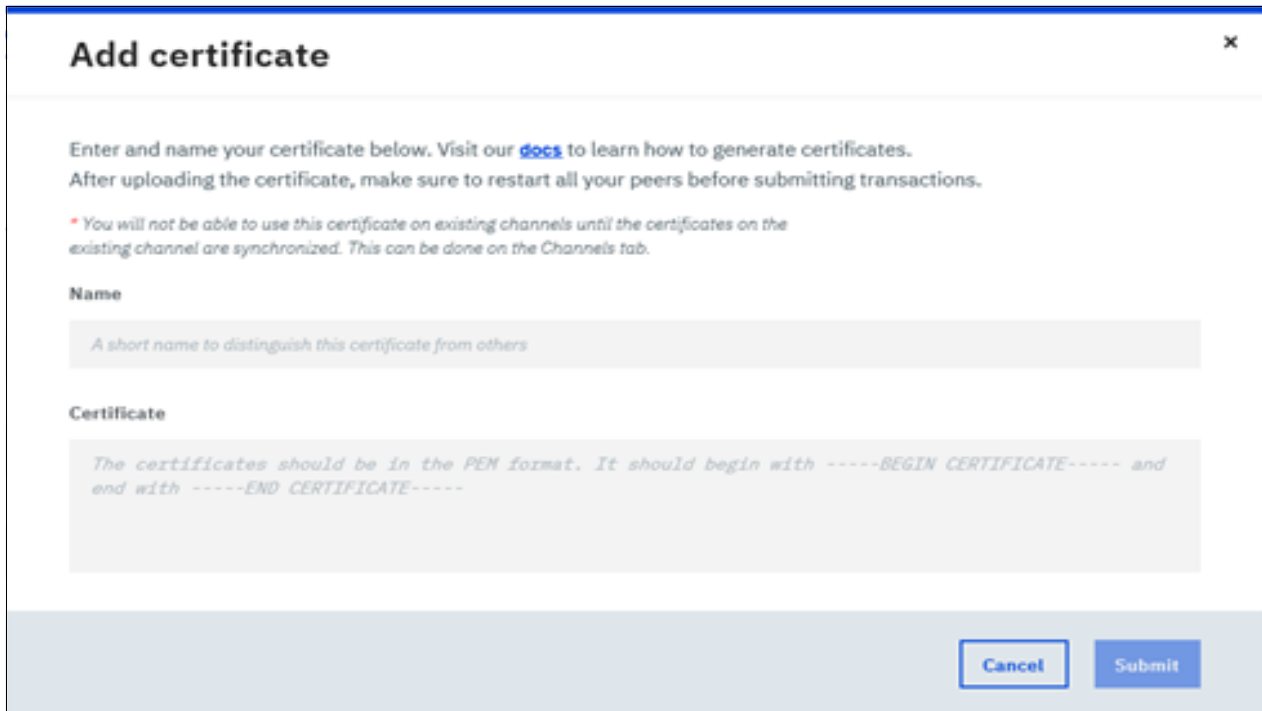 Add certificate
×
Enter and name your certificate below. Visit our docs to learn how to generate certificates.
After uploading the certificate, make sure to restart all your peers before submitting transactions.
* You will not be able to use this certificate on existing channels until the certificates on the
existing channel are synchronized. This can be done on the Channels tab.
Name
A short name to distinguish this certificate from others
Certificate
The certificates should be in the PEM format. It should begin with -----BEGIN CERTIFICATE----- and
end with -----END CERTIFICATE-----
Cancel
Submit